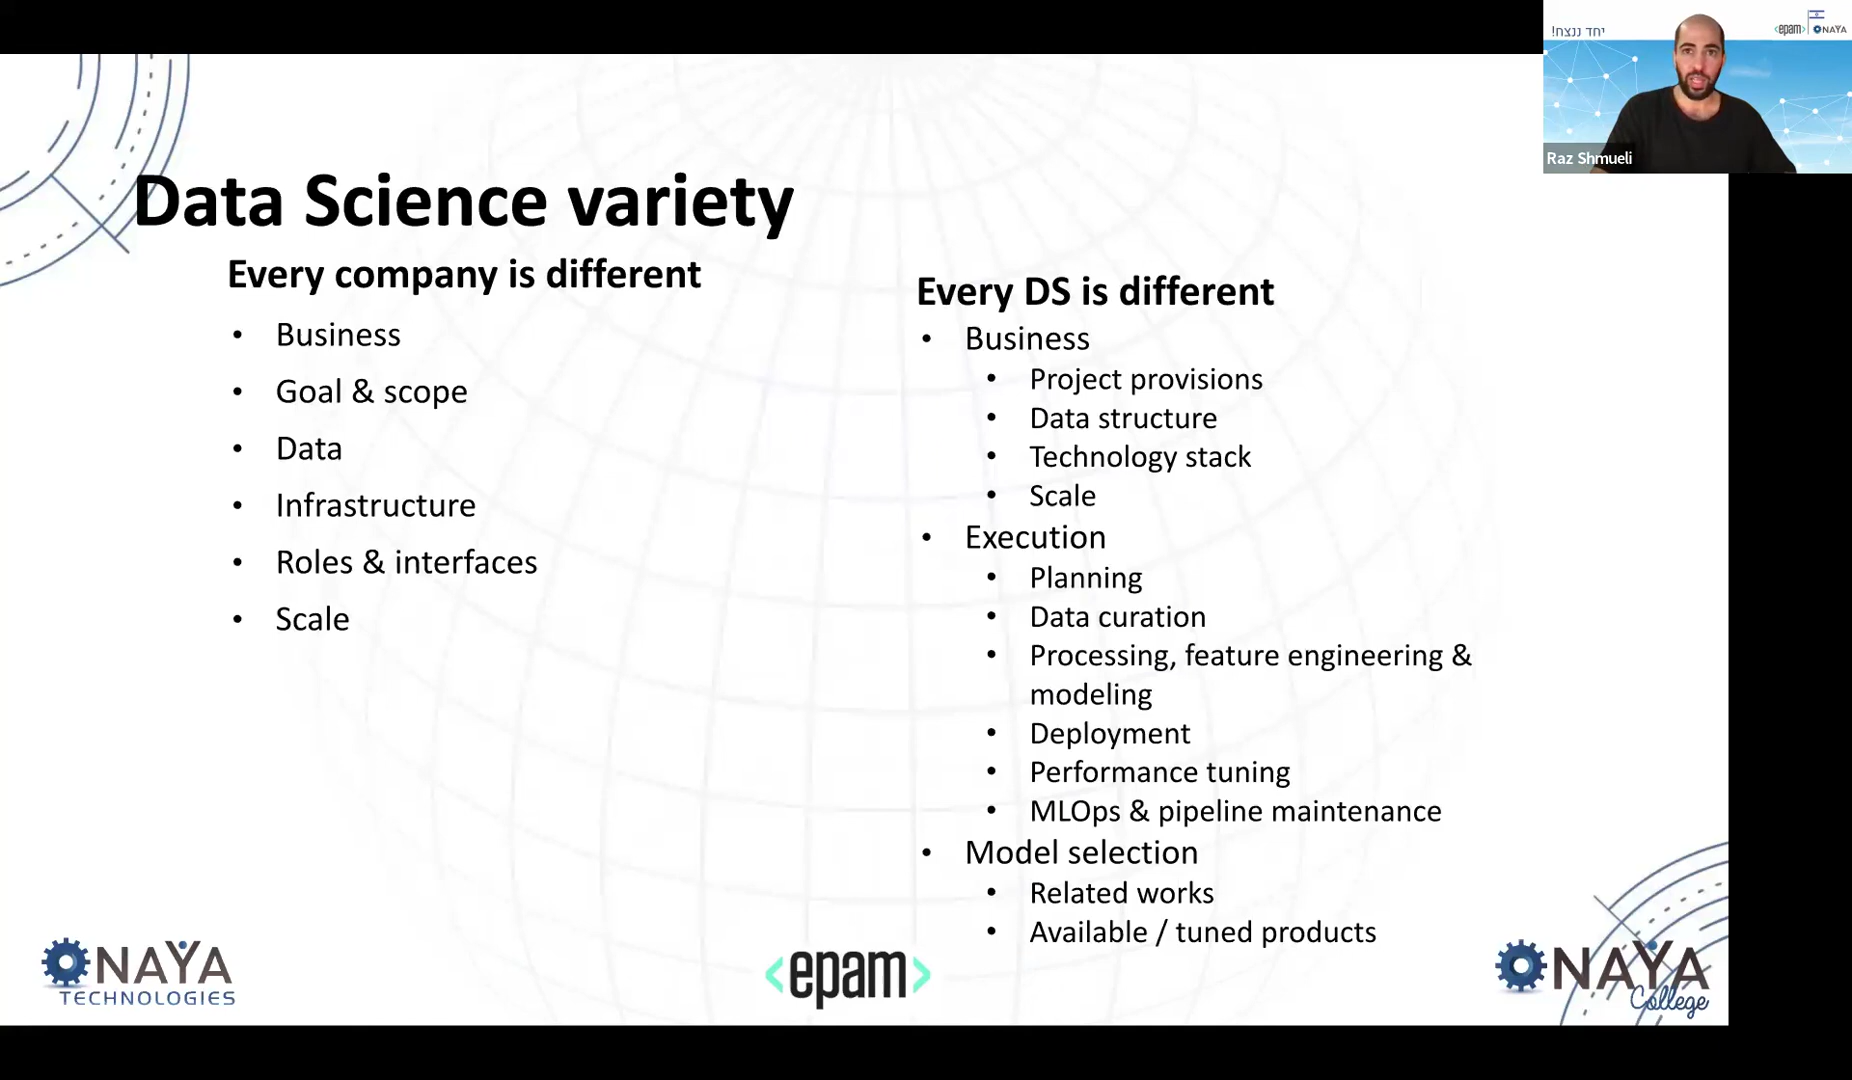 Data Science variety
Every company is different
• Business
• Goal & scope
• Data
• Infrastructure
• Roles & interfaces
• Scale
Every DS is different
• Business
• Project provisions
• Data structure
• Technology stack
• Scale
• Execution
• Planning
• Data curation
• Processing, feature engineering &
modeling
• Deployment
• Performance tuning
• MLOps & pipeline maintenance
• Model selection
• Related works
• Available / tuned products
NAYA
TECHNOLOGIES
<epam>
NAYA
College
יחד ננצח!
<epam>
NAYA
Raz Shmueli